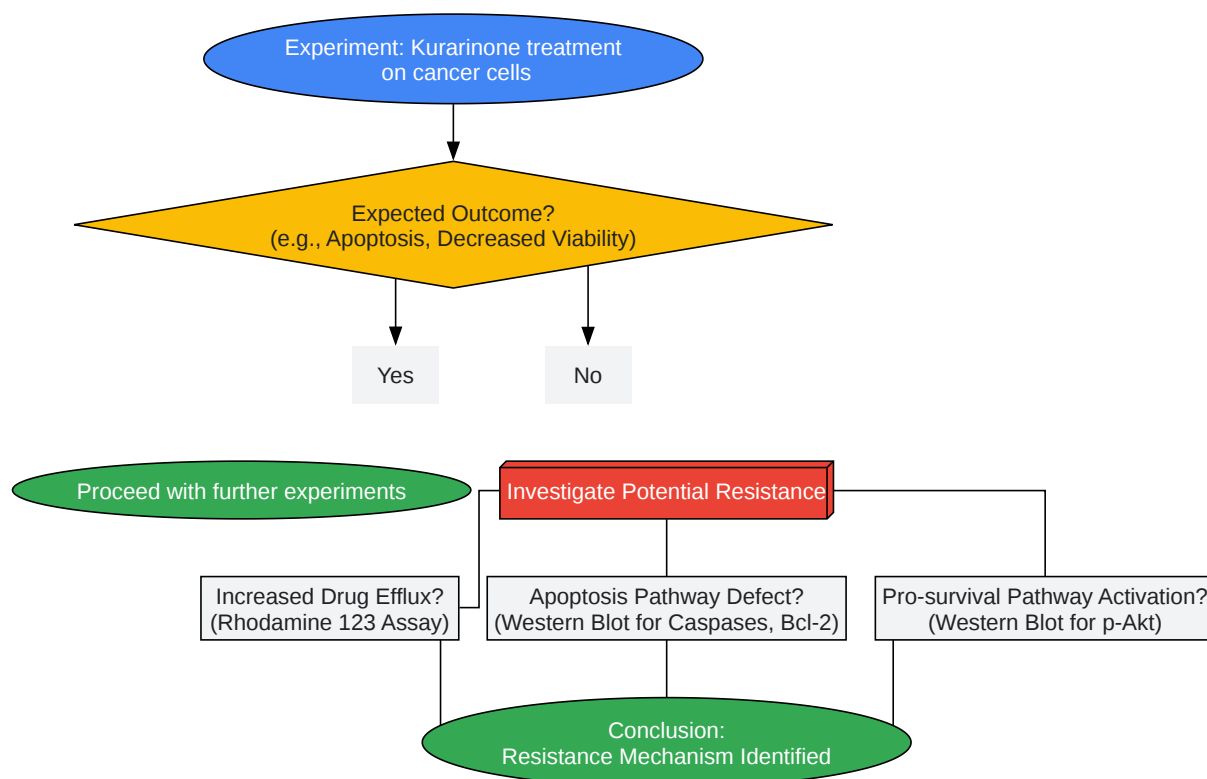 Experiment: Kurarinone treatment
on cancer cells
Expected Outcome?
(e.g., Apoptosis, Decreased Viability)
Yes
No
Proceed with further experiments
Investigate Potential Resistance
Increased Drug Efflux?
(Rhodamine 123 Assay)
Apoptosis Pathway Defect?
(Western Blot for Caspases, Bcl-2)
Pro-survival Pathway Activation?
(Western Blot for p-Akt)
Conclusion:
Resistance Mechanism Identified